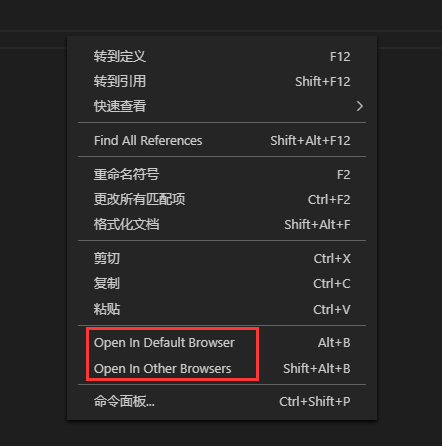 转到定义 F12
转到引用 Shift+F12
快速查看
Find All References Shift+Alt+F12
重命名符号 F2
更改所有匹配项 Ctrl+F2
格式化文档 Shift+Alt+F
剪切 Ctrl+X
复制 Ctrl+C
粘贴 Ctrl+V
Open In Default Browser Alt+B
Open In Other Browsers Shift+Alt+B
命令面板... Ctrl+Shift+P